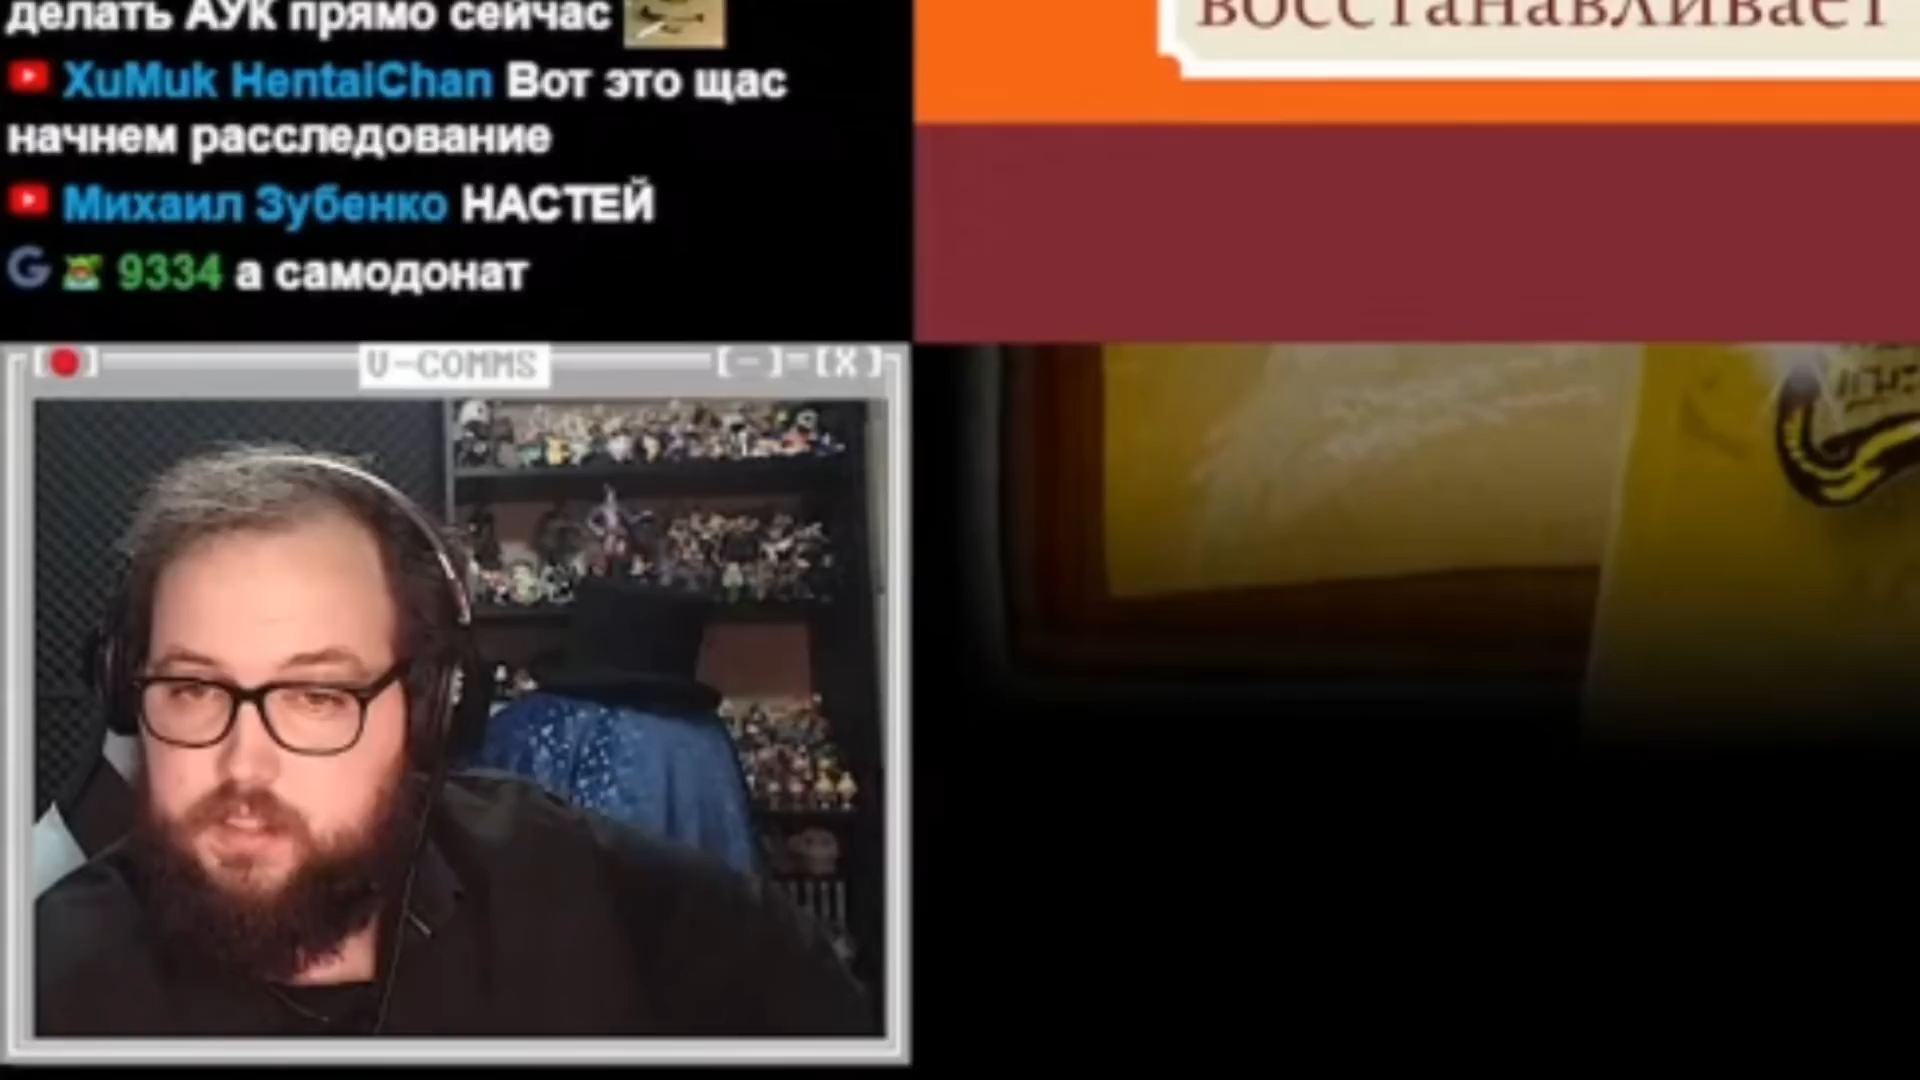 делать АУК прямо сейчас
XuMuk HentaiChan Вот это щас
начнем расследование
Михаил Зубенко НАСТЕЙ
9334 а самодонат
восстанавливает
U-COMMS
[-]=[X]